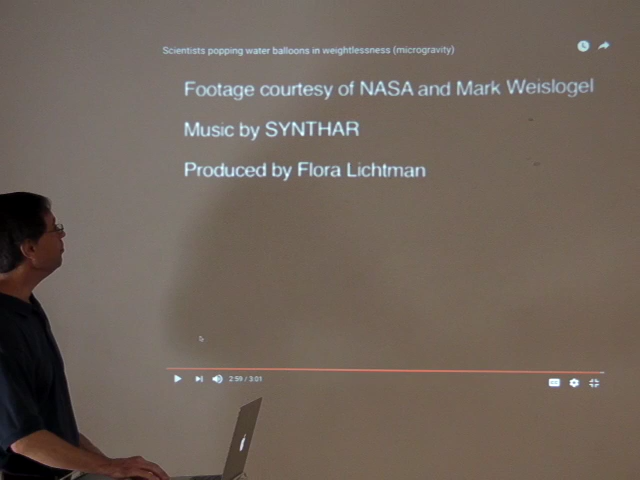 Scientists popping water balloons in weightlessness (microgravity)
Footage courtesy of NASA and Mark Weislogel
Music by SYNTHAR
Produced by Flora Lichtman
2:59 / 3:01